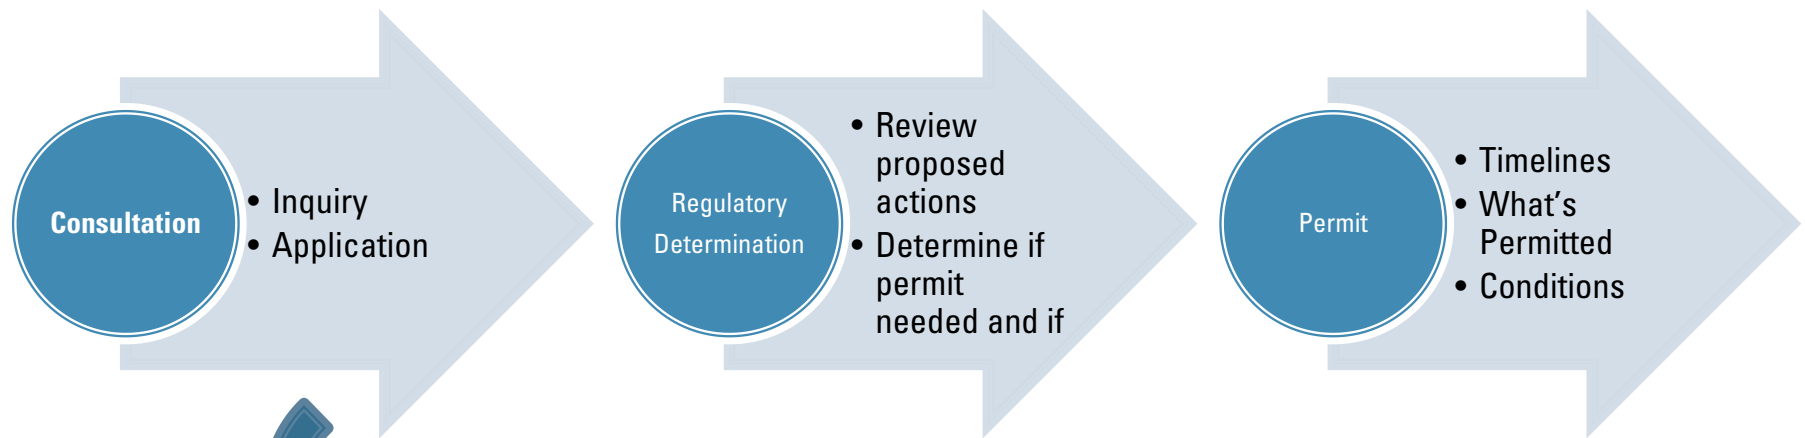 Consultation
• Inquiry
• Application
Regulatory
Determination
• Review
proposed
actions
• Determine if
permit
needed and if
Permit
• Timelines
• What’s
Permitted
• Conditions